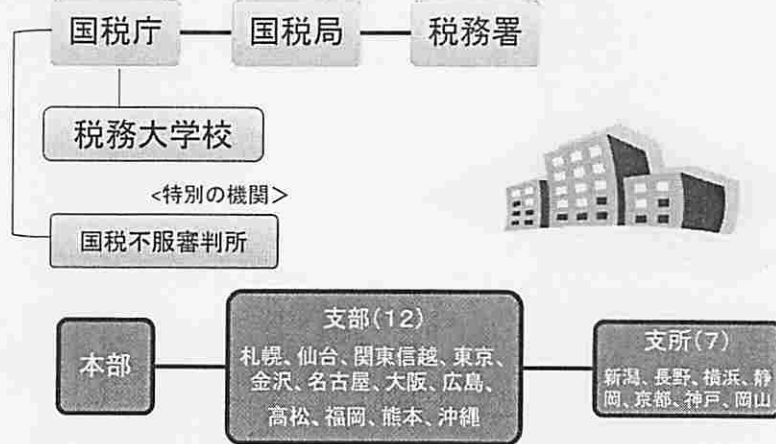 国税庁
国税局
税務署
税務大学校
<特別の機関>
国税不服審判所
本部
支部(12)
札幌、仙台、関東信越、東京、
金沢、名古屋、大阪、広島、
高松、福岡、熊本、沖縄
支所(7)
新潟、長野、横浜、静
岡、京都、神戸、岡山